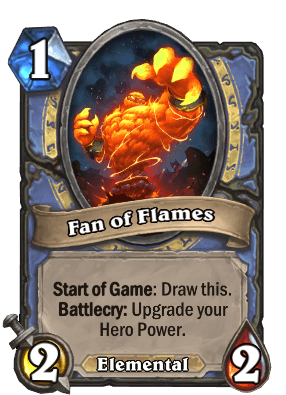 1
Fan of Flames
Start of Game: Draw this.
Battlecry: Upgrade your
Hero Power.
2
Elemental
2